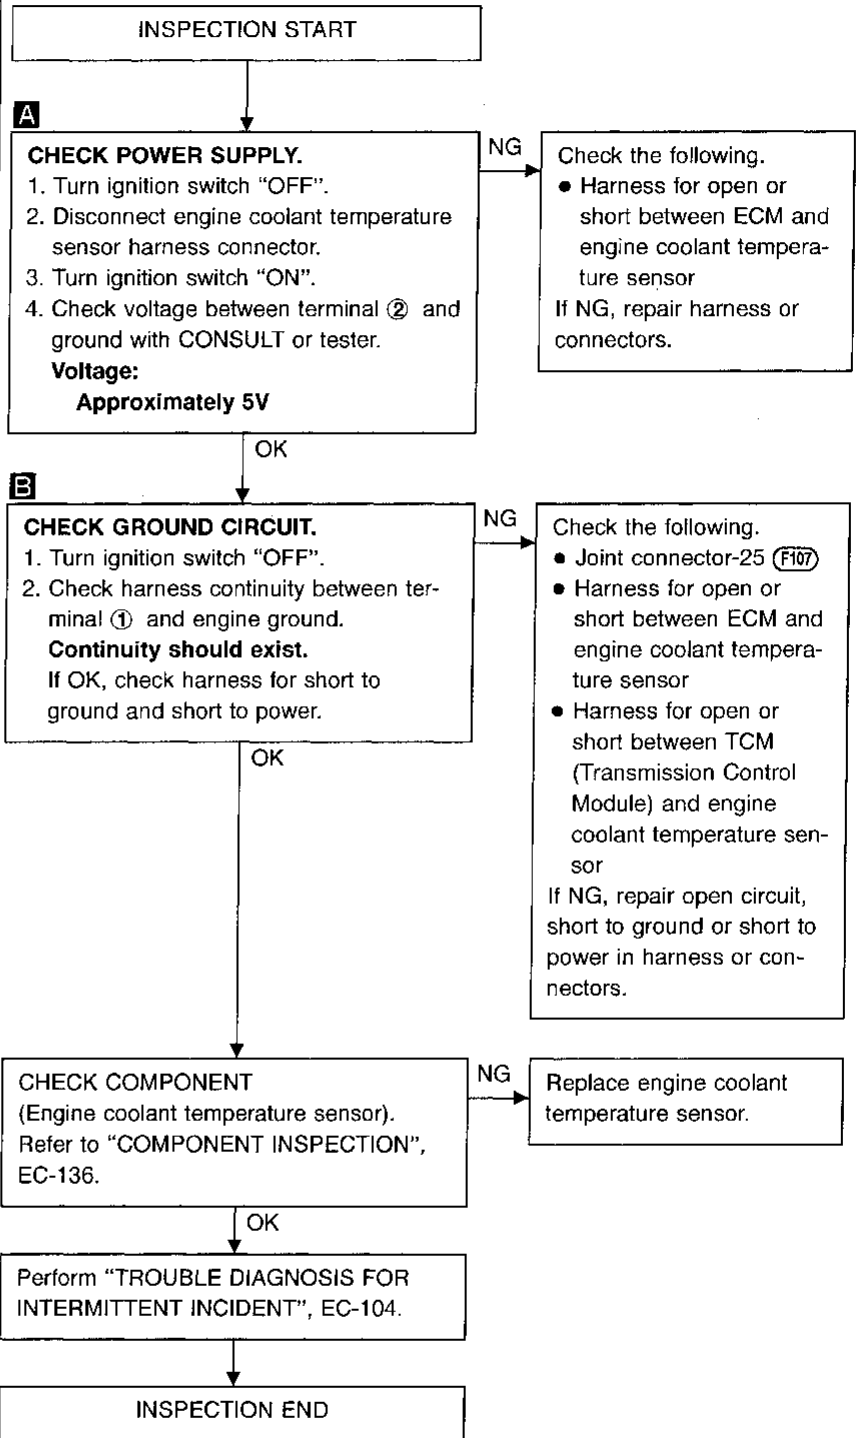 INSPECTION START
A
CHECK POWER SUPPLY.
1. Turn ignition switch “OFF”.
2. Disconnect engine coolant temperature
sensor harness connector.
3. Turn ignition switch “ON”.
4. Check voltage between terminal ② and
ground with CONSULT or tester.
Voltage:
Approximately 5V
NG
Check the following.
● Harness for open or
short between ECM and
engine coolant tempera-
ture sensor
If NG, repair harness or
connectors.
OK
B
CHECK GROUND CIRCUIT.
1. Turn ignition switch “OFF”.
2. Check harness continuity between ter-
minal ① and engine ground.
Continuity should exist.
If OK, check harness for short to
ground and short to power.
NG
Check the following.
● Joint connector-25 (F107)
● Harness for open or
short between ECM and
engine coolant tempera-
ture sensor
● Harness for open or
short between TCM
(Transmission Control
Module) and engine
coolant temperature sen-
sor
If NG, repair open circuit,
short to ground or short to
power in harness or con-
nectors.
OK
CHECK COMPONENT
(Engine coolant temperature sensor).
Refer to “COMPONENT INSPECTION”,
EC-136.
NG
Replace engine coolant
temperature sensor.
OK
Perform “TROUBLE DIAGNOSIS FOR
INTERMITTENT INCIDENT”, EC-104.
INSPECTION END